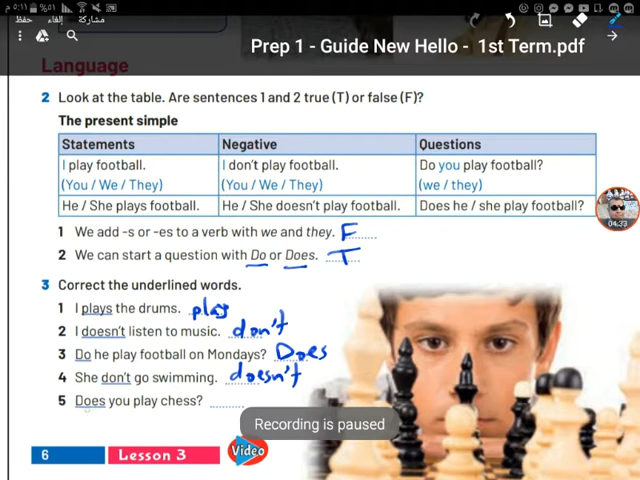 م ٥:١١ %٥١
حفظ إلغاء مشاركة
Prep 1 - Guide New Hello - 1st Term.pdf
Language
2 Look at the table. Are sentences 1 and 2 true (T) or false (F)?
The present simple
Statements Negative Questions
I play football. I don't play football. Do you play football?
(You / We / They) (You / We / They) (we / they)
He / She plays football. He / She doesn't play football. Does he / she play football?
04:33
1 We add -s or -es to a verb with we and they. F
2 We can start a question with Do or Does. T
3 Correct the underlined words.
1 I plays the drums. play
2 I doesn't listen to music. don't
3 Do he play football on Mondays? Does
4 She don't go swimming. doesn't
5 Does you play chess?
Recording is paused
6 Lesson 3 Video